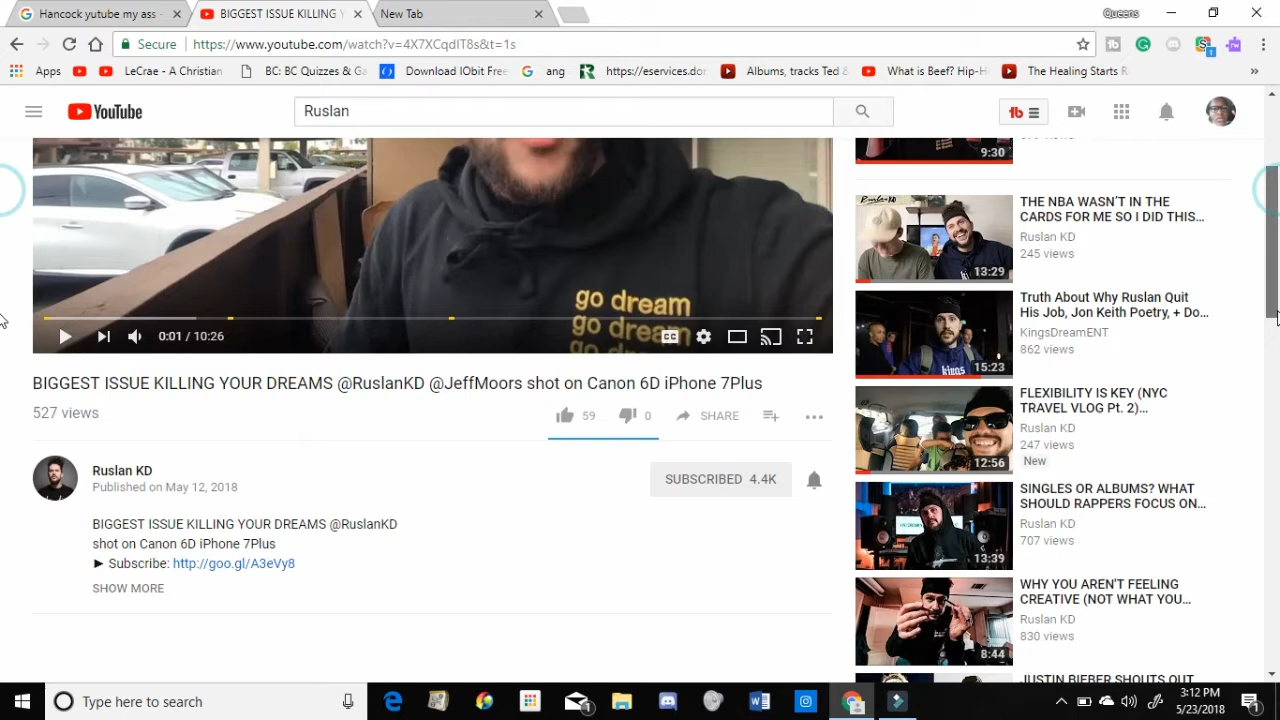 Hancock yutube my ass -
BIGGEST ISSUE KILLING Y
New Tab
Queens
Secure
https://www.youtube.com/watch?v=4X7XCqdIT8s&t=1s
Apps
LeCrae - A Christian
BC: BC Quizzes & Ga
Download IObit Free
ang
https://eservices.dor
Albums, tracks Ted &
What is Beef? Hip-H
The Healing Starts R
»
YouTube
Ruslan
9:30
go dream
go dream
go dream
0:01 / 10:26
THE NBA WASN'T IN THE
CARDS FOR ME SO I DID THIS...
Ruslan KD
245 views
13:29
Truth About Why Ruslan Quit
His Job, Jon Keith Poetry, + Do...
KingsDreamENT
862 views
15:23
kings
BIGGEST ISSUE KILLING YOUR DREAMS @RuslanKD @JeffMoors shot on Canon 6D iPhone 7Plus
527 views
59
0
SHARE
FLEXIBILITY IS KEY (NYC
TRAVEL VLOG Pt. 2)...
Ruslan KD
247 views
New
12:56
Ruslan KD
Published on May 12, 2018
SUBSCRIBED 4.4K
BIGGEST ISSUE KILLING YOUR DREAMS @RuslanKD
shot on Canon 6D iPhone 7Plus
► Subscribe: http://goo.gl/A3eVy8
SHOW MORE
SINGLES OR ALBUMS? WHAT
SHOULD RAPPERS FOCUS ON...
Ruslan KD
707 views
13:39
WHY YOU AREN'T FEELING
CREATIVE (NOT WHAT YOU...
Ruslan KD
830 views
8:44
JUSTIN BIEBER SHOUTS OUT
Type here to search
1
3:12 PM
5/23/2018
1